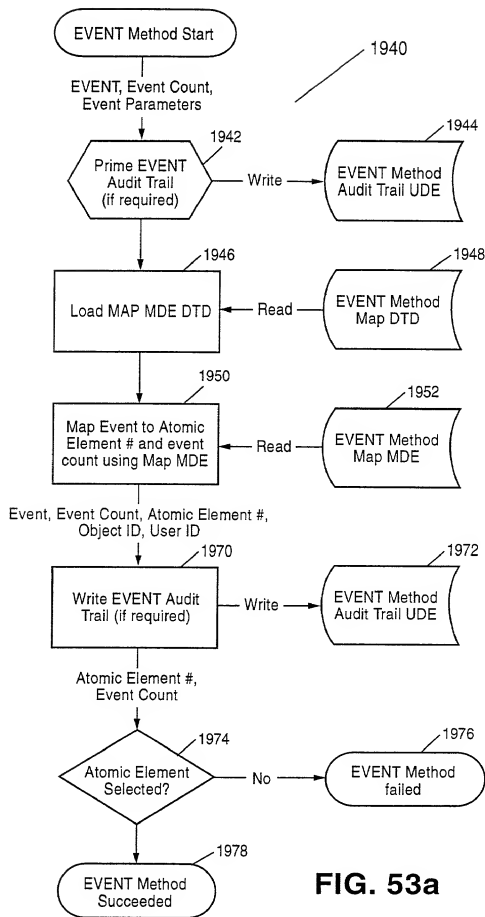 EVENT Method Start
1940
EVENT, Event Count,
Event Parameters
1942
1944
Prime EVENT
Audit Trail
(if required)
Write
EVENT Method
Audit Trail UDE
1946
1948
Load MAP MDE DTD
Read
EVENT Method
Map DTD
1950
1952
Map Event to Atomic
Element # and event
count using Map MDE
Read
EVENT Method
Map MDE
Event, Event Count, Atomic Element #,
Object ID, User ID
1970
1972
Write EVENT Audit
Trail (if required)
Write
EVENT Method
Audit Trail UDE
Atomic Element #,
Event Count
1974
1976
Atomic Element
Selected?
No
EVENT Method
failed
1978
EVENT Method
Succeeded
FIG. 53a